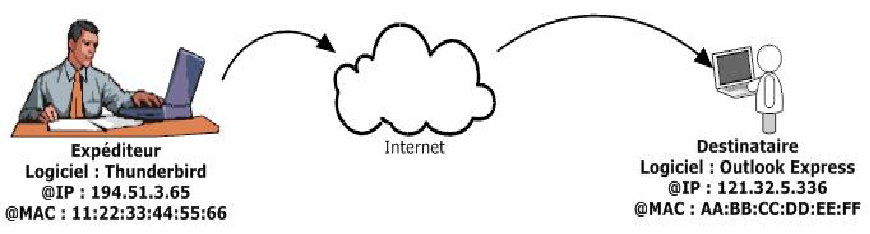 Expéditeur
Logiciel : Thunderbird
@IP : 194.51.3.65
@MAC : 11:22:33:44:55:66
Internet
Destinataire
Logiciel : Outlook Express
@IP : 121.32.5.336
@MAC : AA:BB:CC:DD:EE:FF